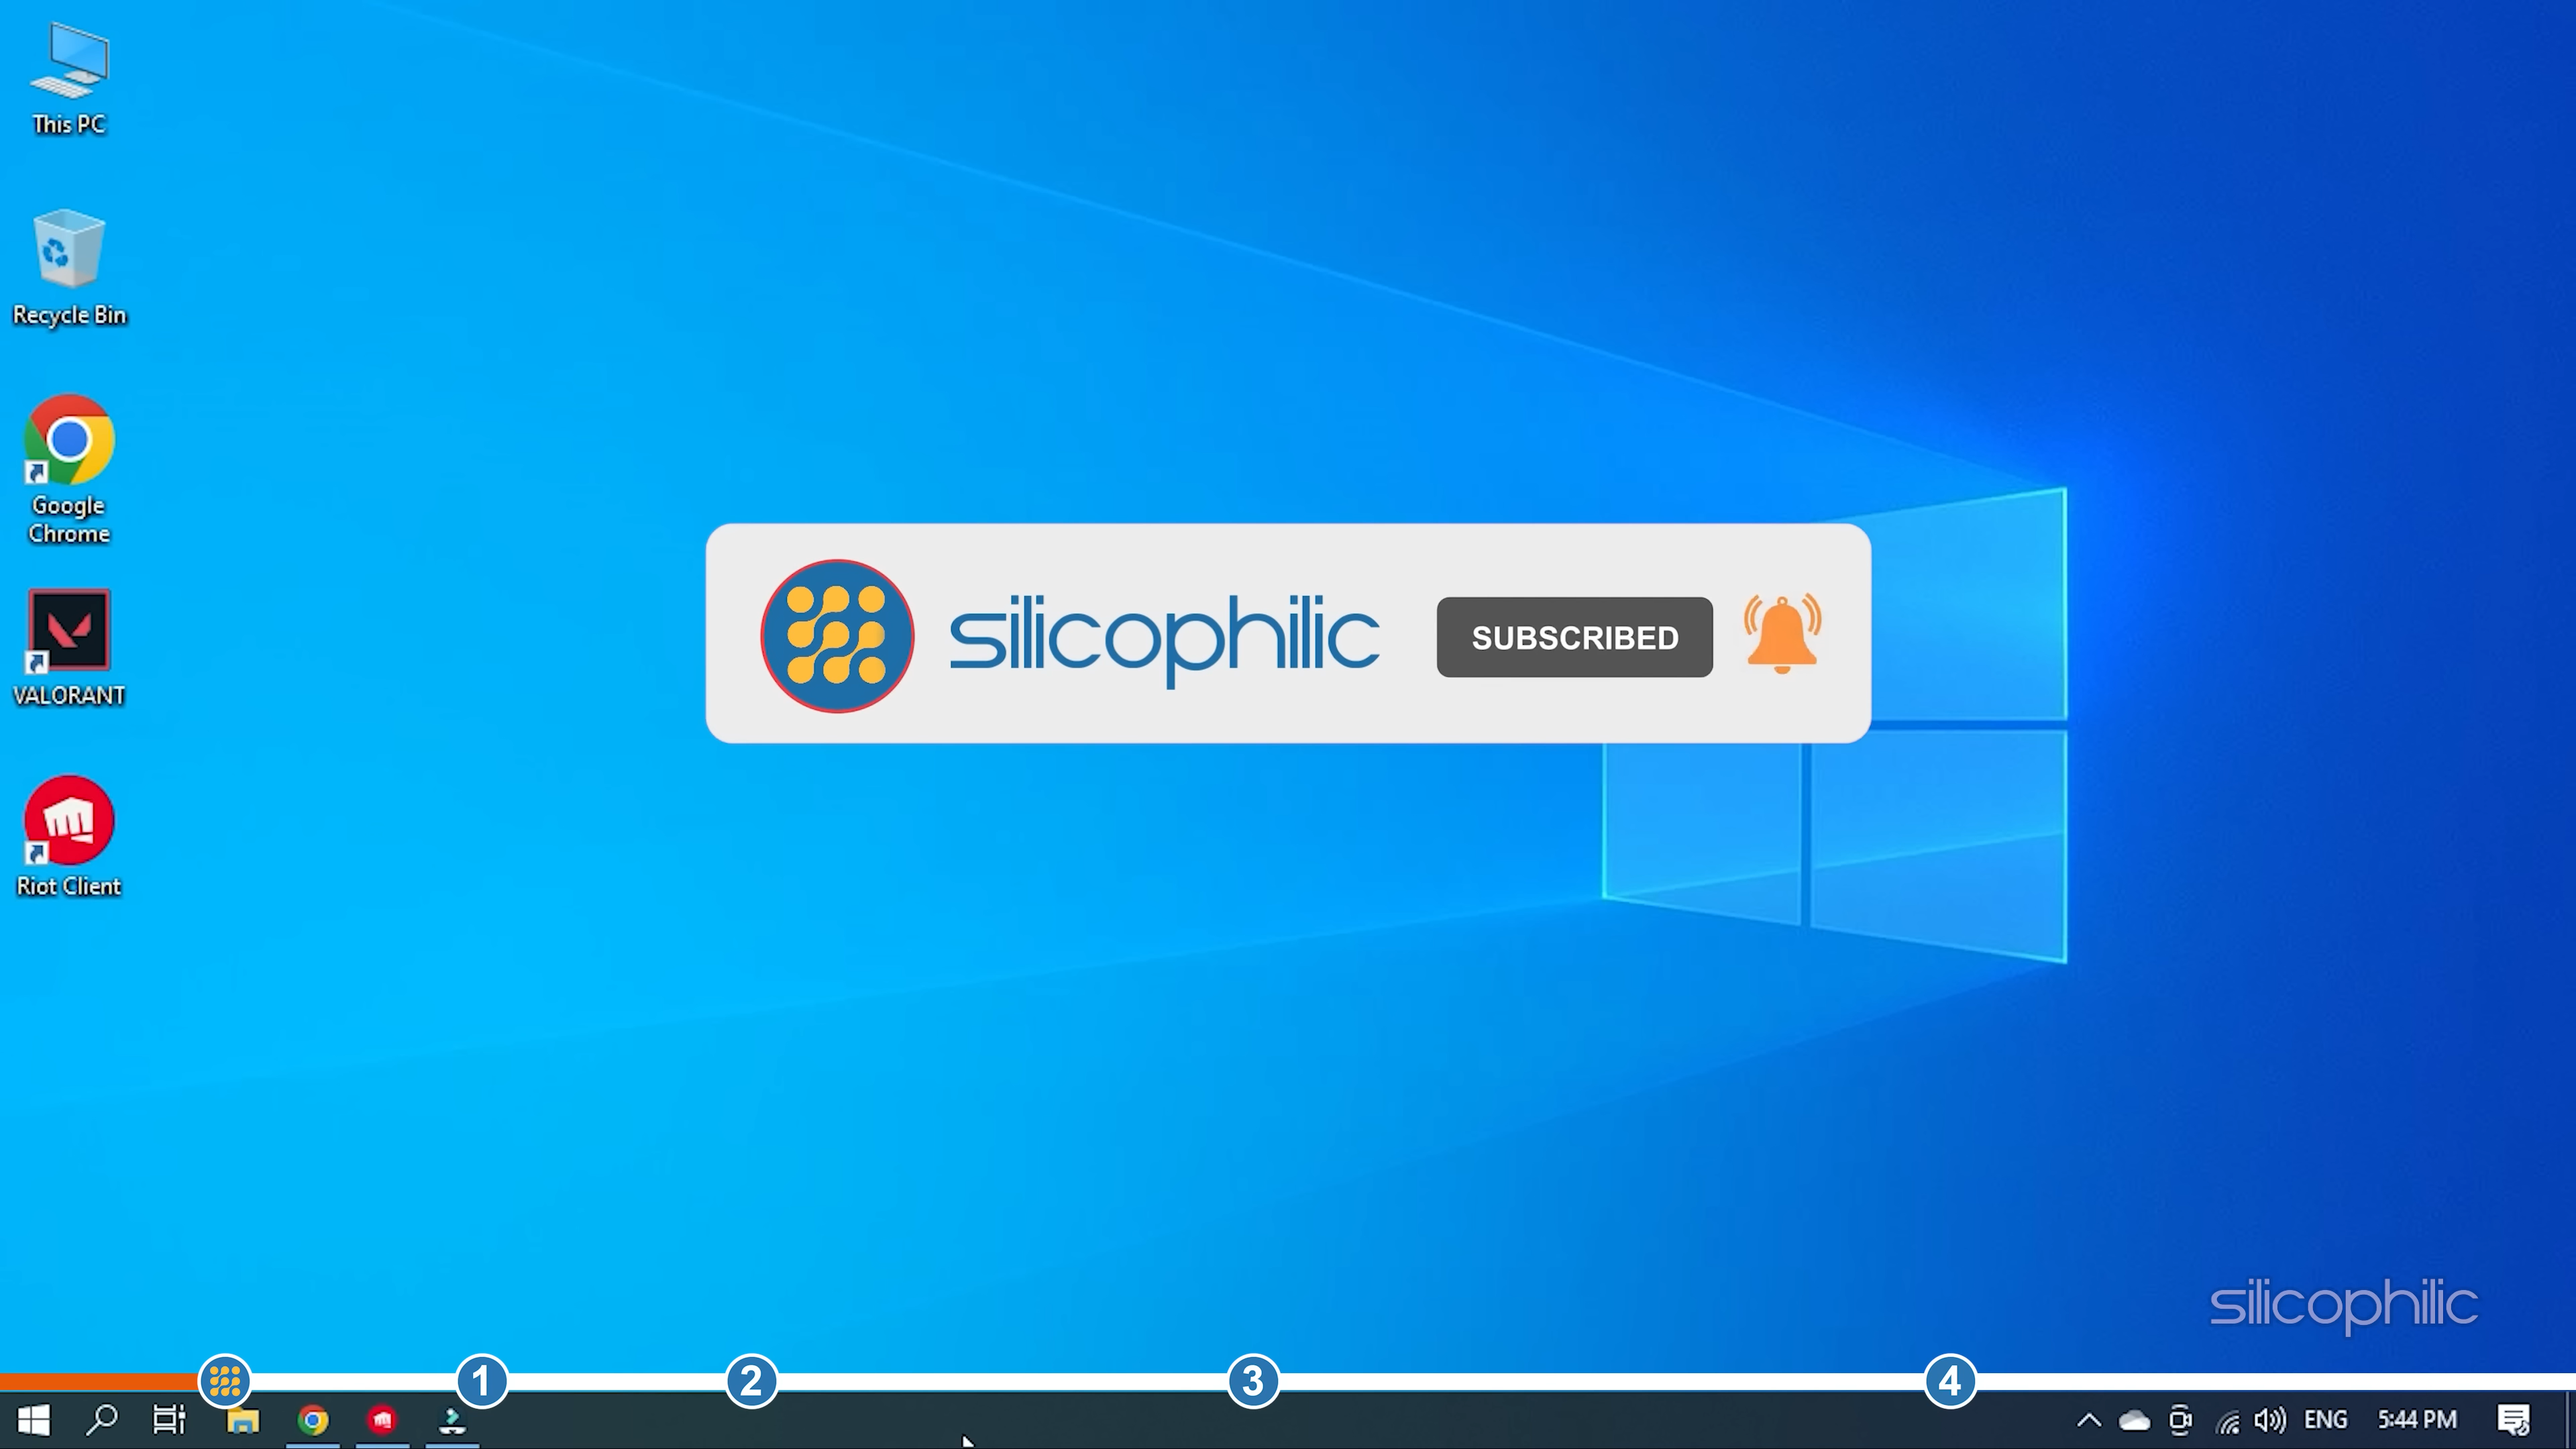 This PC
Recycle Bin
Google
Chrome
VALORANT
Riot Client
silicophilic
SUBSCRIBED
silicophilic
1
2
3
4
ENG
5:44 PM